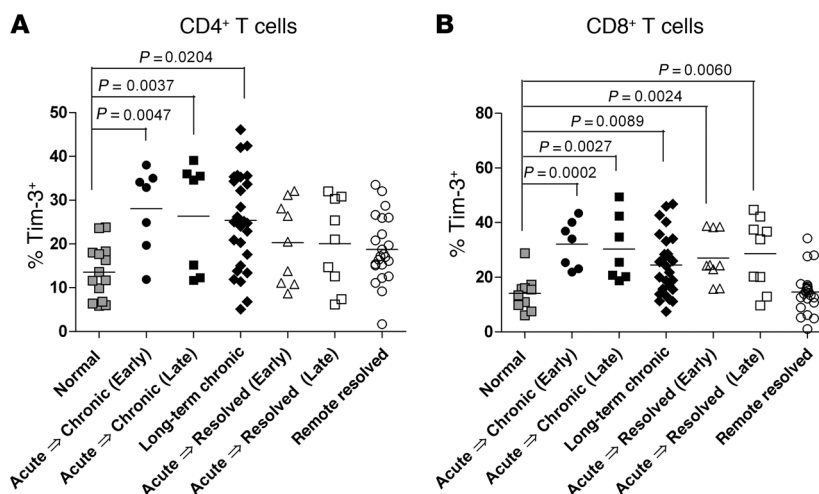 A
CD4⁺ T cells
P = 0.0204
P = 0.0037
P = 0.0047
50
40
30
20
10
0
% Tim-3⁺
Normal
Acute ⇒ Chronic (Early)
Acute ⇒ Chronic (Late)
Long-term chronic
Acute ⇒ Resolved (Early)
Acute ⇒ Resolved (Late)
Remote resolved
B
CD8⁺ T cells
P = 0.0060
P = 0.0024
P = 0.0089
P = 0.0027
P = 0.0002
80
60
40
20
0
% Tim-3⁺
Normal
Acute ⇒ Chronic (Early)
Acute ⇒ Chronic (Late)
Long-term chronic
Acute ⇒ Resolved (Early)
Acute ⇒ Resolved (Late)
Remote resolved